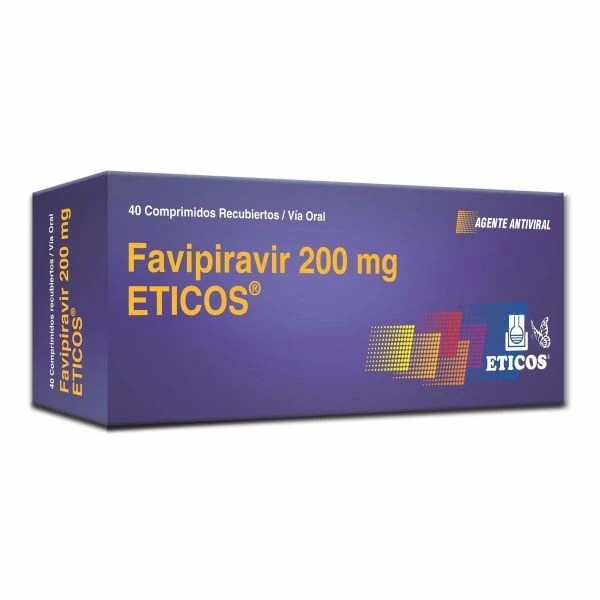 40 Comprimidos Recubiertos / Vía Oral
AGENTE ANTIVIRAL
Favipiravir 200 mg
ETICOS®
ETICOS®
40 Comprimidos recubiertos / Vía Oral
Favipiravir 200 mg
ETICOS®